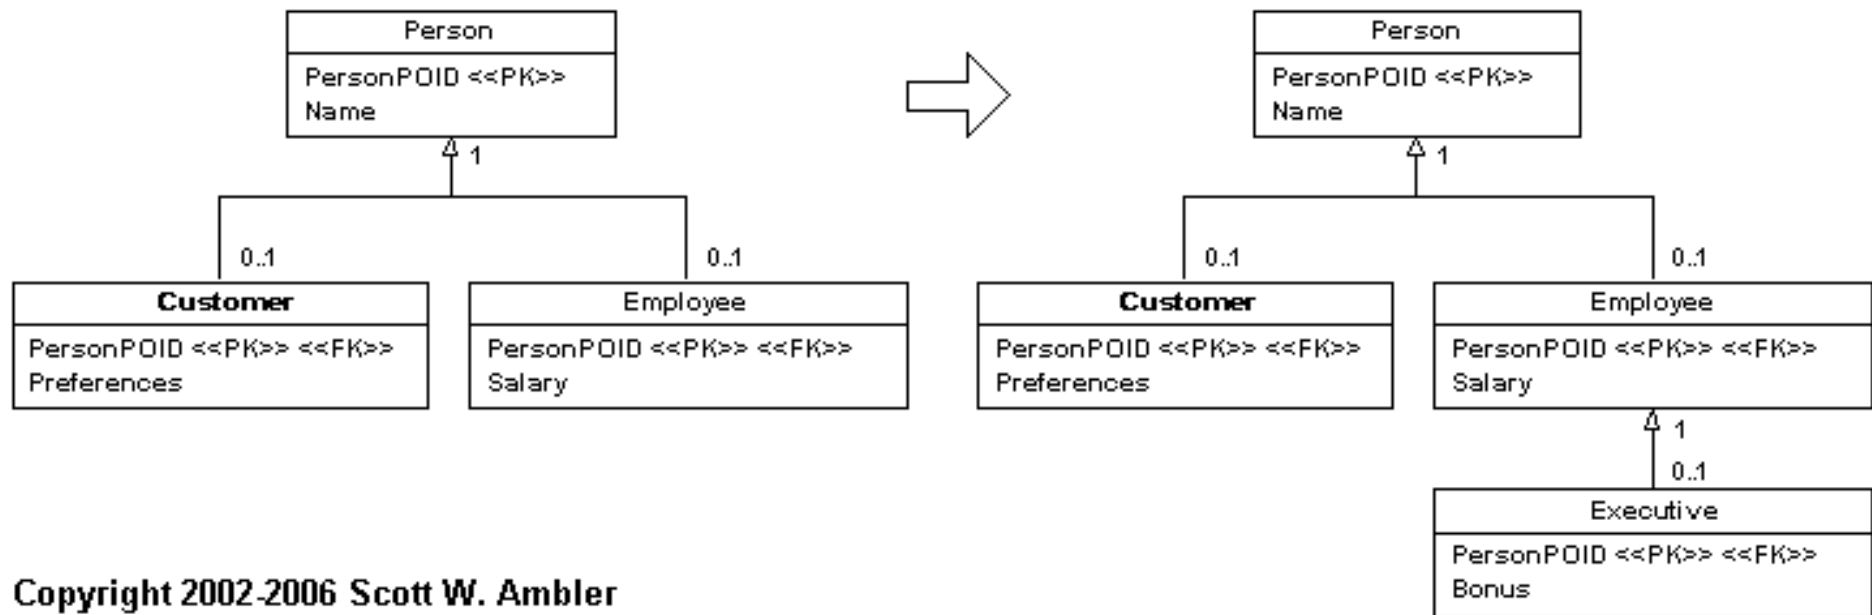 Person
PersonPOID <<PK>>
Name
1
0..1
0..1
Customer
PersonPOID <<PK>> <<FK>>
Preferences
Employee
PersonPOID <<PK>> <<FK>>
Salary
Person
PersonPOID <<PK>>
Name
1
0..1
0..1
Customer
PersonPOID <<PK>> <<FK>>
Preferences
Employee
PersonPOID <<PK>> <<FK>>
Salary
1
0..1
Executive
PersonPOID <<PK>> <<FK>>
Bonus
Copyright 2002-2006 Scott W. Ambler